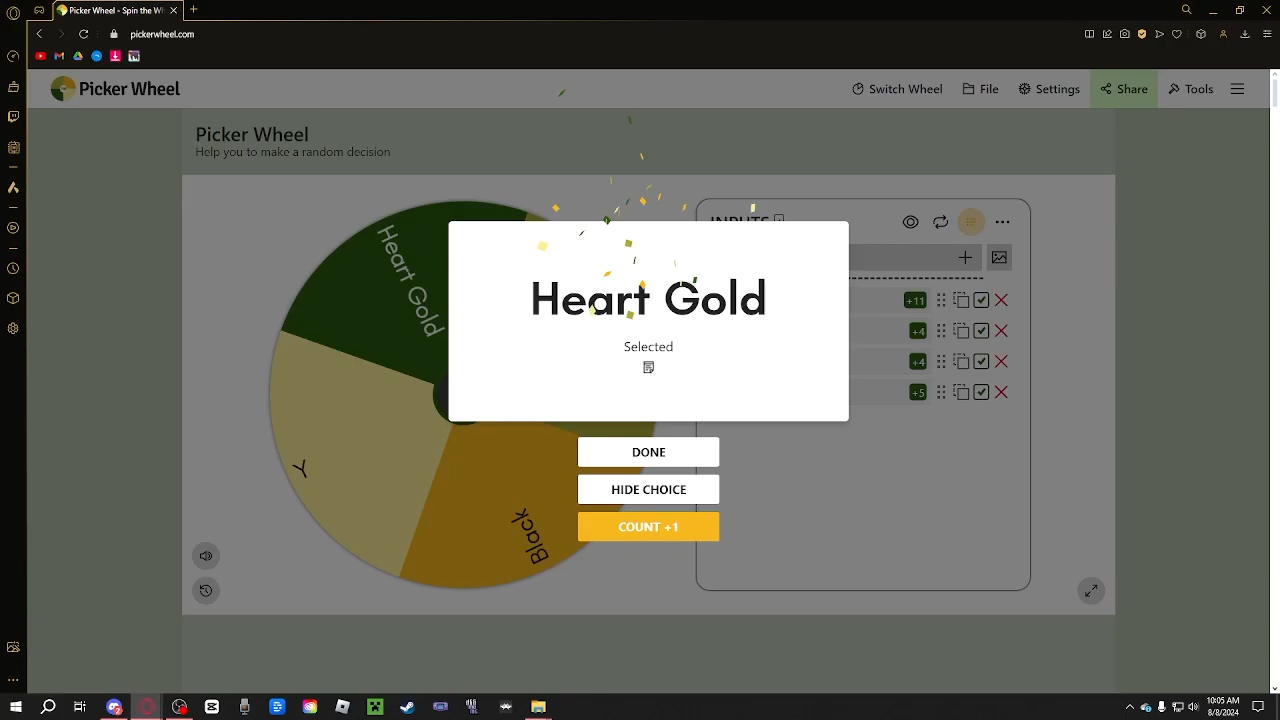 Picker Wheel - Spin the Wh
pickerwheel.com
Picker Wheel
Switch Wheel
File
Settings
Share
Tools
Picker Wheel
Help you to make a random decision
INPUTS
Heart Gold
Y
Black
+11
+4
+4
+5
Heart Gold
Selected
DONE
HIDE CHOICE
COUNT +1
10:05 AM
8/8/2024